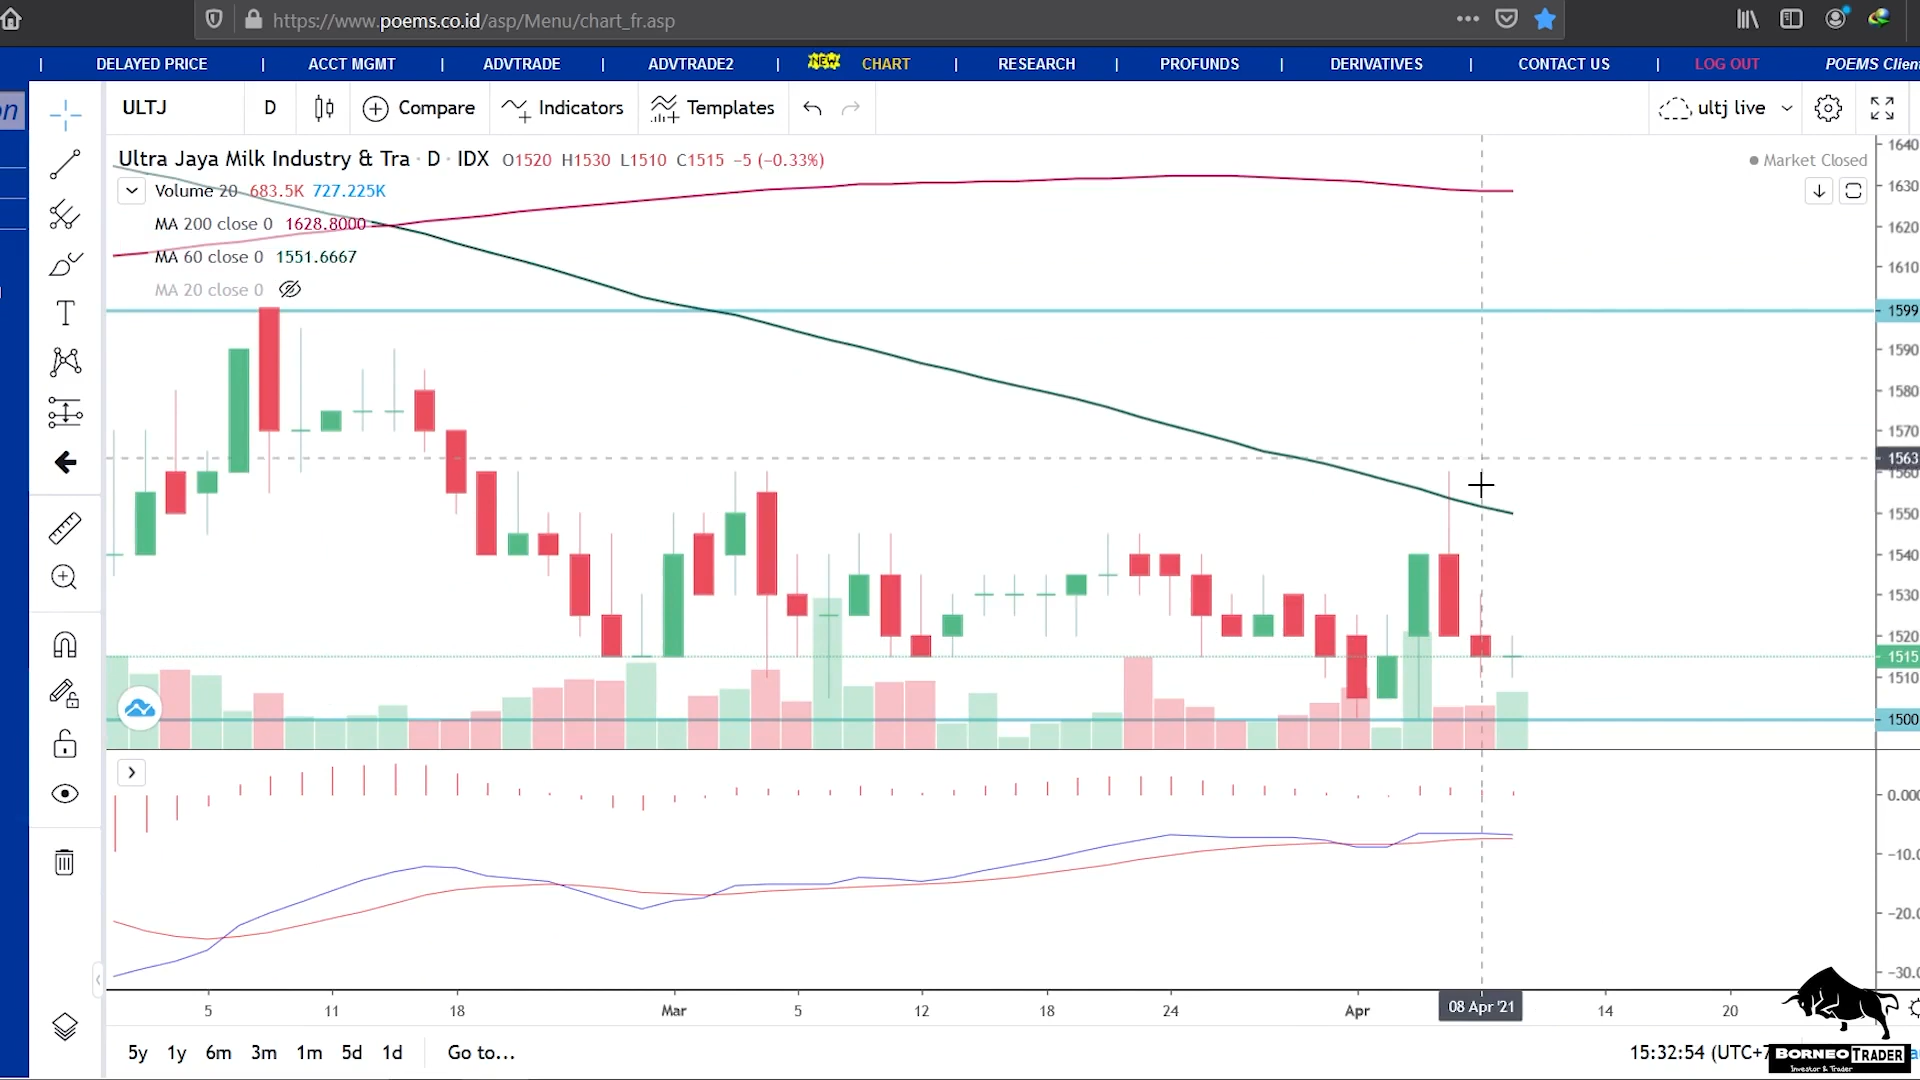 https://www.poems.co.id/asp/Menu/chart_fr.asp
| DELAYED PRICE | ACCT MGMT | ADVTRADE | ADVTRADE2 | NEW CHART | RESEARCH | PROFUNDS | DERIVATIVES | CONTACT US | LOG OUT POEMS Client
on
ULTJ D Compare Indicators Templates ultj live
Ultra Jaya Milk Industry & Tra · D · IDX O1520 H1530 L1510 C1515 −5 (−0.33%)
Market Closed
Volume 20 683.5K 727.225K
MA 200 close 0 1628.8000
MA 60 close 0 1551.6667
MA 20 close 0
1640
1630
1620
1610
1599
1590
1580
1570
1563
1560
1550
1540
1530
1520
1515
1510
1500
0.000
−10.0
−20.0
−30.0
5 11 18 Mar 5 12 18 24 Apr 08 Apr '21 14 20
5y 1y 6m 3m 1m 5d 1d Go to... 15:32:54 (UTC+7
BORNEO TRADER
Investor & Trader